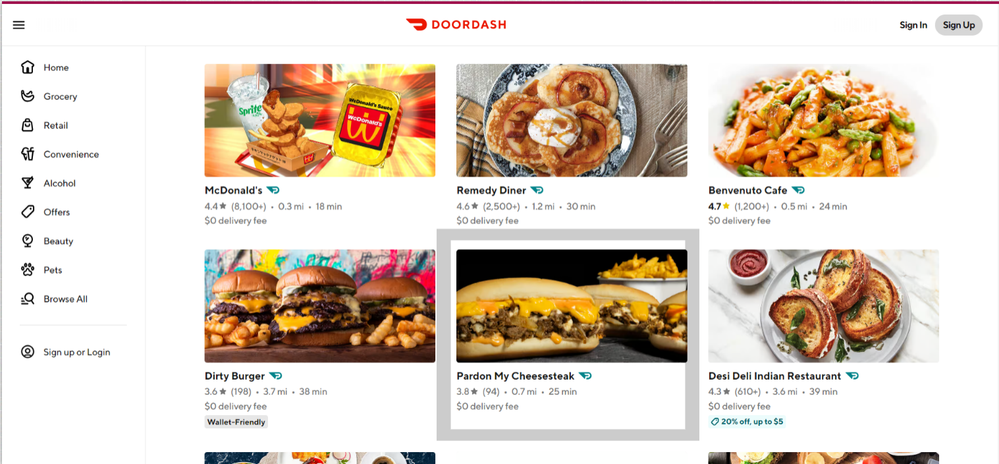 DOORDASH
Sign In
Sign Up
Home
Grocery
Retail
Convenience
Alcohol
Offers
Beauty
Pets
Browse All
Sign up or Login
Sprite
WcDonald's Sauce
WcDonald's
McDonald's
4.4★ (8,100+) • 0.3 mi • 18 min
$0 delivery fee
Remedy Diner
4.6★ (2,500+) • 1.2 mi • 30 min
$0 delivery fee
Benvenuto Cafe
4.7★ (1,200+) • 0.5 mi • 24 min
$0 delivery fee
Dirty Burger
3.6★ (198) • 3.7 mi • 38 min
$0 delivery fee
Wallet-Friendly
Pardon My Cheesesteak
3.8★ (94) • 0.7 mi • 25 min
$0 delivery fee
Desi Deli Indian Restaurant
4.3★ (610+) • 3.6 mi • 39 min
$0 delivery fee
20% off, up to $5